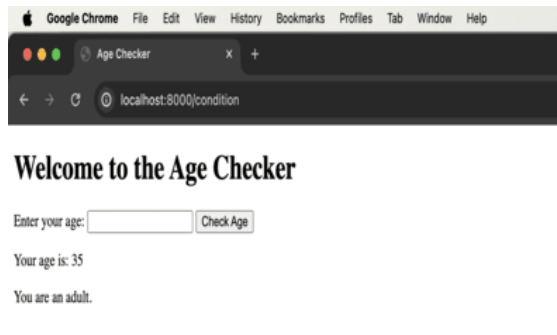 Google Chrome File Edit View History Bookmarks Profiles Tab Window Help
Age Checker
localhost:8000/condition
Welcome to the Age Checker
Enter your age: Check Age
Your age is: 35
You are an adult.